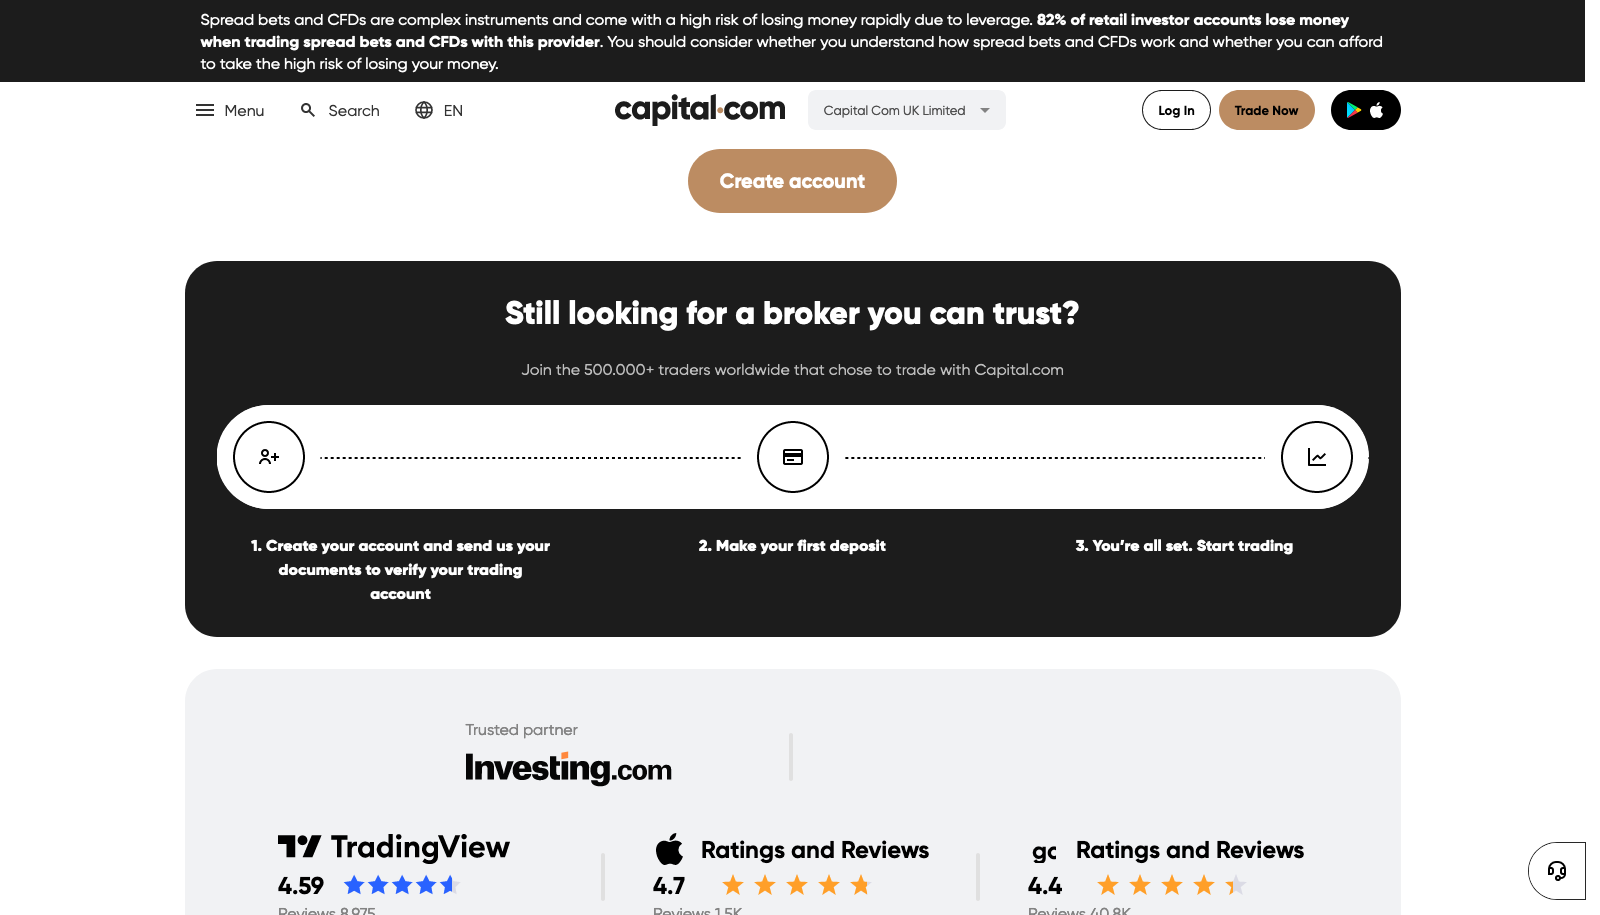 Spread bets and CFDs are complex instruments and come with a high risk of losing money rapidly due to leverage. 82% of retail investor accounts lose money
when trading spread bets and CFDs with this provider. You should consider whether you understand how spread bets and CFDs work and whether you can afford
to take the high risk of losing your money.
Menu Search EN capital.com Capital Com UK Limited Log In Trade Now
Create account
Still looking for a broker you can trust?
Join the 500.000+ traders worldwide that chose to trade with Capital.com
1. Create your account and send us your
documents to verify your trading
account
2. Make your first deposit
3. You’re all set. Start trading
Trusted partner
Investing.com
TradingView
4.59
Reviews 8,975
Ratings and Reviews
4.7
Reviews 1.5K
Ratings and Reviews
4.4
Reviews 40.8K